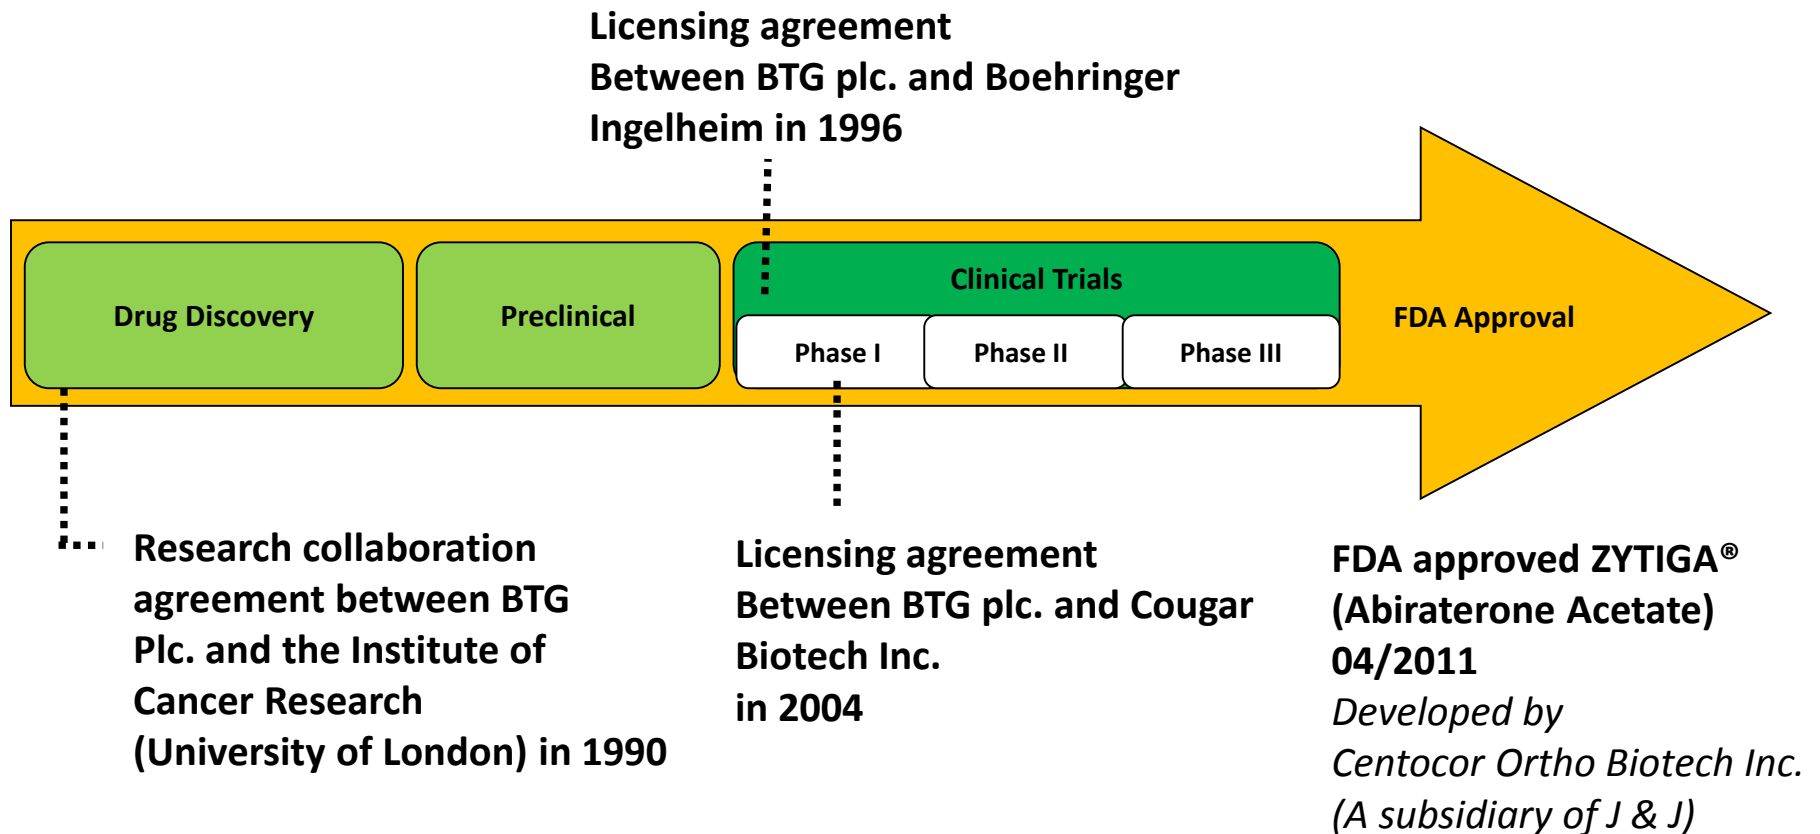 Licensing agreement
Between BTG plc. and Boehringer
Ingelheim in 1996
Drug Discovery
Preclinical
Clinical Trials
Phase I
Phase II
Phase III
FDA Approval
Research collaboration
agreement between BTG
Plc. and the Institute of
Cancer Research
(University of London) in 1990
Licensing agreement
Between BTG plc. and Cougar
Biotech Inc.
in 2004
FDA approved ZYTIGA®
(Abiraterone Acetate)
04/2011
Developed by
Centocor Ortho Biotech Inc.
(A subsidiary of J & J)